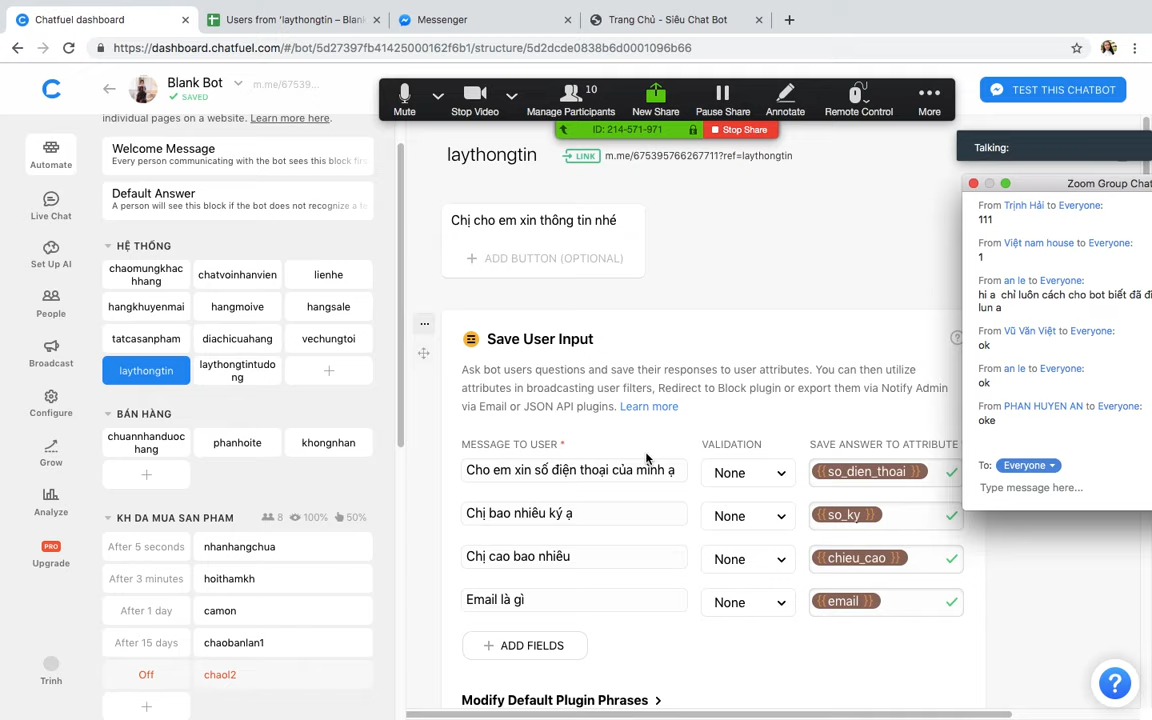 Chatfuel dashboard
Users from 'laythongtin – Blank
Messenger
Trang Chủ - Siêu Chat Bot
https://dashboard.chatfuel.com/#/bot/5d27397fb41425000162f6b1/structure/5d2dcde0838b6d0001096b66
Blank Bot
SAVED
m.me/67539...
Mute
Stop Video
10
Manage Participants
New Share
Pause Share
Annotate
Remote Control
More
ID: 214-571-971
Stop Share
TEST THIS CHATBOT
Talking:
Automate
Live Chat
Set Up AI
People
Broadcast
Configure
Grow
Analyze
PRO
Upgrade
Trinh
individual pages on a website. Learn more here.
Welcome Message
Every person communicating with the bot sees this block first
Default Answer
A person will see this block if the bot does not recognize a
HỆ THỐNG
chaomungkhac
hhang
chatvoinhanvien
lienhe
hangkhuyenmai
hangmoive
hangsale
tatcasanpham
diachicuahang
vechungtoi
laythongtin
laythongtintudo
ng
BÁN HÀNG
chuannhanduoc
hang
phanhoite
khongnhan
KH DA MUA SAN PHAM
8
100%
50%
After 5 seconds
nhanhangchua
After 3 minutes
hoithamkh
After 1 day
camon
After 15 days
chaobanlan1
Off
chaol2
laythongtin
LINK
m.me/675395766267711?ref=laythongtin
Chị cho em xin thông tin nhé
ADD BUTTON (OPTIONAL)
Save User Input
Ask bot users questions and save their responses to user attributes. You can then utilize
attributes in broadcasting user filters, Redirect to Block plugin or export them via Notify Admin
via Email or JSON API plugins. Learn more
MESSAGE TO USER *
VALIDATION
SAVE ANSWER TO ATTRIBUTE
Cho em xin số điện thoại của mình ạ
None
{{so_dien_thoai}}
Chị bao nhiêu ký ạ
None
{{so_ky}}
Chị cao bao nhiêu
None
{{chieu_cao}}
Email là gì
None
{{email}}
ADD FIELDS
Modify Default Plugin Phrases
Zoom Group Chat
From Trịnh Hải to Everyone:
111
From Việt nam house to Everyone:
1
From an le to Everyone:
hi a chỉ luôn cách cho bot biết đã đi
lun a
From Vũ Văn Việt to Everyone:
ok
From an le to Everyone:
ok
From PHAN HUYEN AN to Everyone:
oke
To: Everyone
Type message here...
?